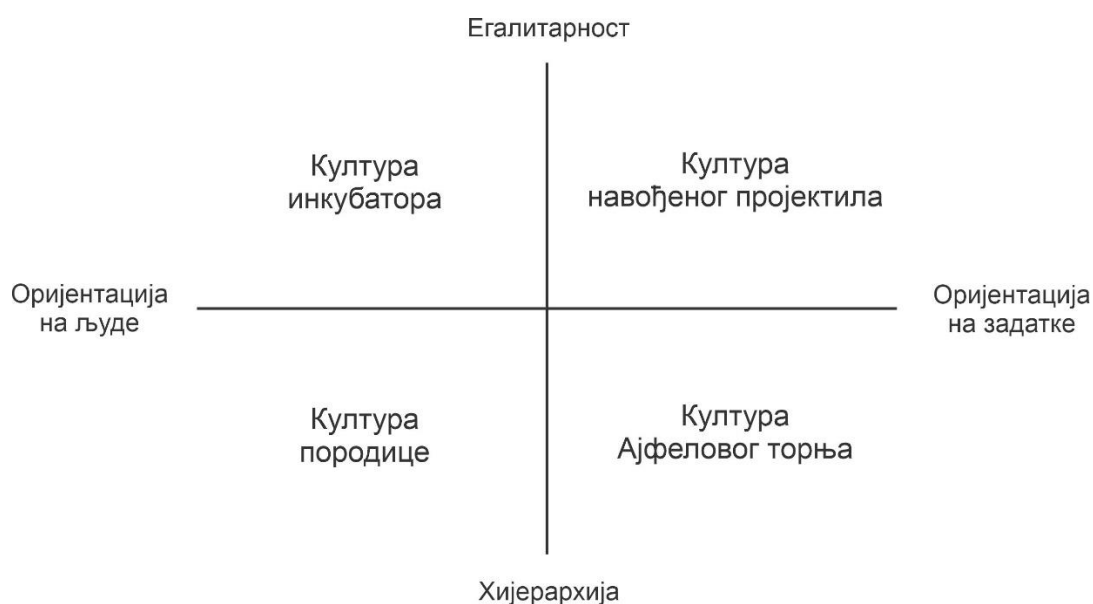 Егалитарност
Култура
инкубатора
Култура
навођеног пројектила
Оријентација
на људе
Оријентација
на задатке
Култура
породице
Култура
Ајфеловог торња
Хијерархија